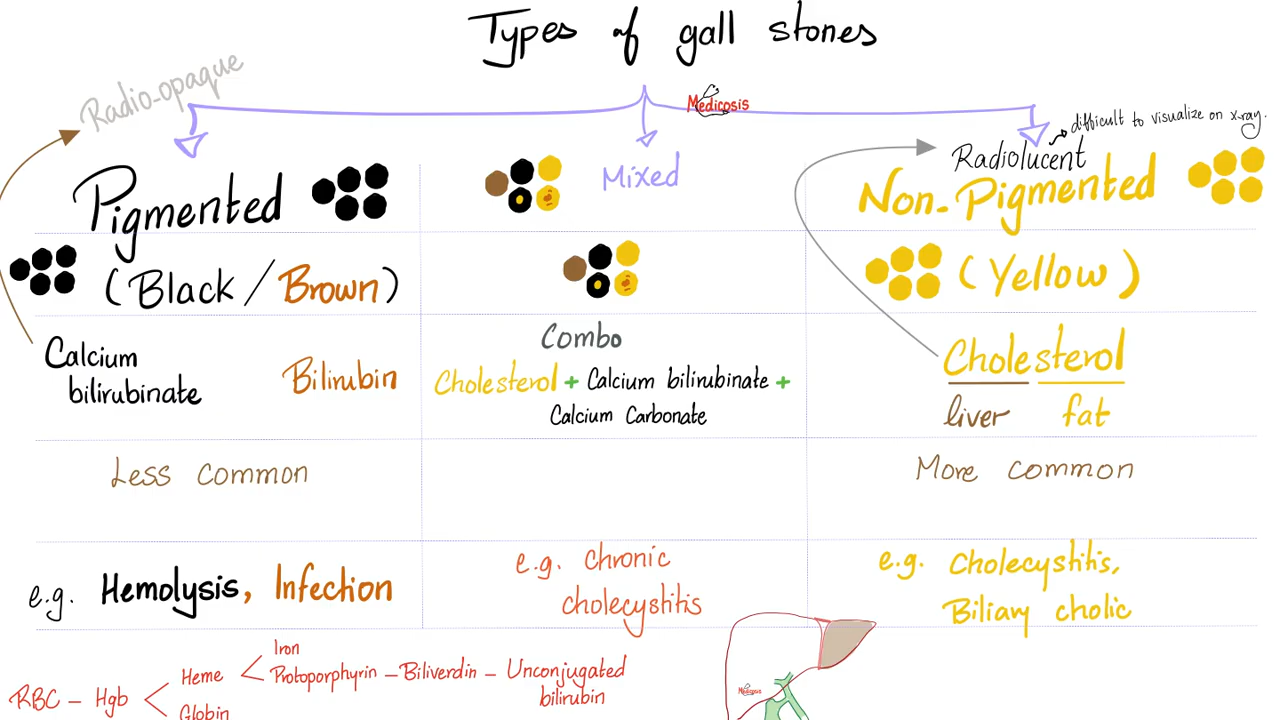 Types of gall stones
Radio-opaque
Medicosis
difficult to visualize on x-ray.
Radiolucent
Pigmented
Mixed
Non-Pigmented
(Black/Brown)
(Yellow)
Calcium
bilirubinate
Bilirubin
Combo
Cholesterol + Calcium bilirubinate +
Calcium Carbonate
Cholesterol
liver fat
Less common
More common
e.g. Hemolysis, Infection
e.g. Chronic
cholecystitis
e.g. Cholecystitis,
Biliary cholic
RBC - Hgb
Heme
Globin
Iron
Protoporphyrin - Biliverdin - Unconjugated
bilirubin
Medicosis